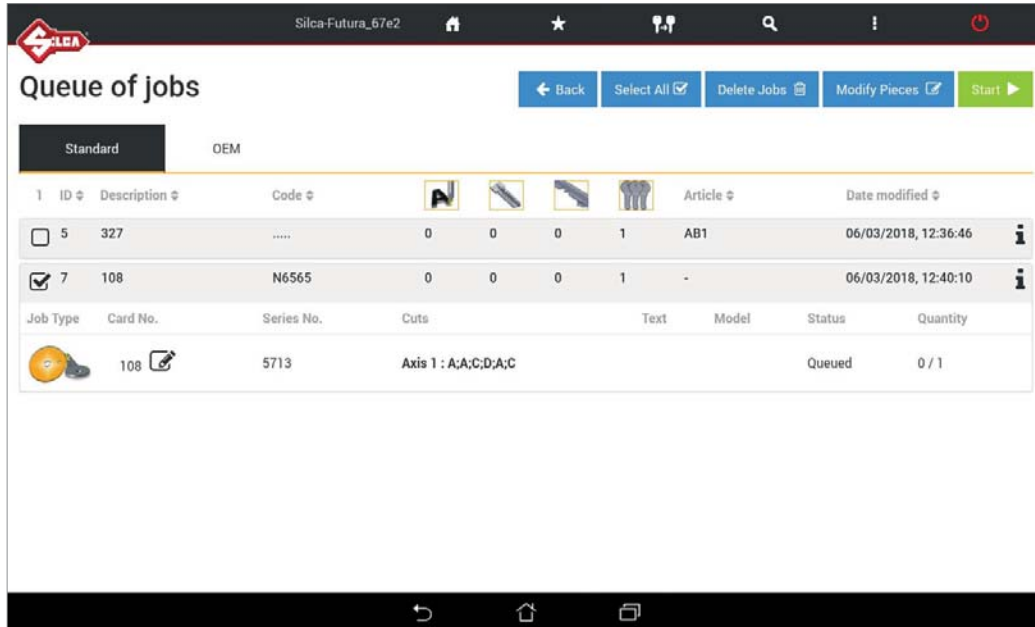 SILCA
Silca-Futura_67e2
Queue of jobs
Back Select All Delete Jobs Modify Pieces Start
Standard OEM
1 ID Description Code A Article Date modified
5 327 ..... 0 0 0 1 AB1 06/03/2018, 12:36:46 i
7 108 N6565 0 0 0 1 - 06/03/2018, 12:40:10 i
Job Type Card No. Series No. Cuts Text Model Status Quantity
108 5713 Axis 1 : A;A;C;D;A;C Queued 0 / 1